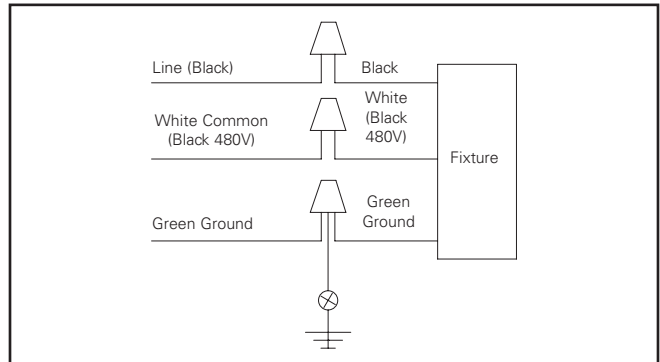 Line (Black)
Black
White Common
(Black 480V)
White
(Black
480V)
Fixture
Green Ground
Green
Ground